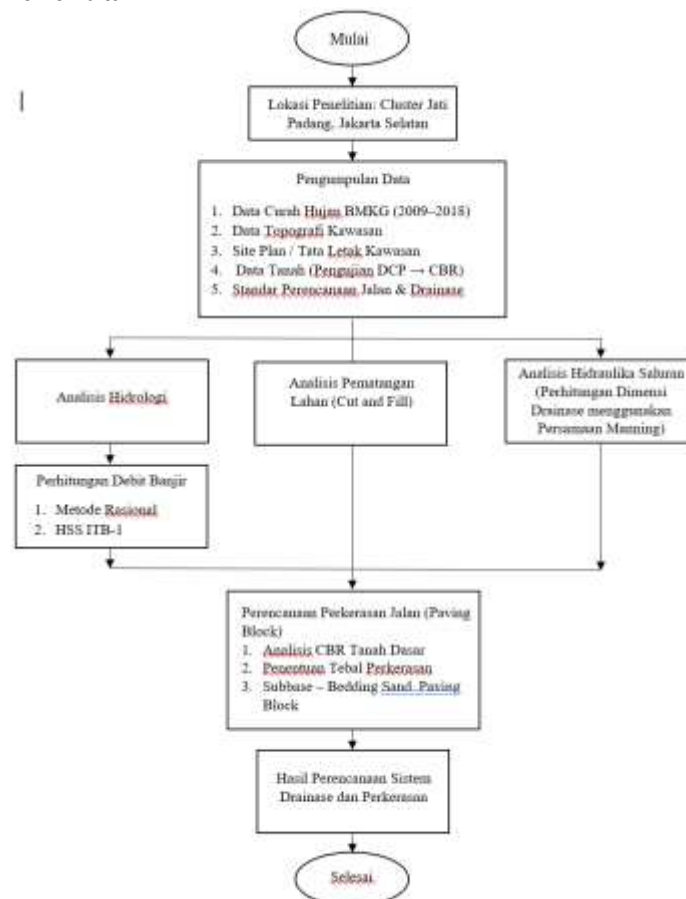 Mulai
Lokasi Penelitian: Cluster Jati
Padang, Jakarta Selatan
Pengumpulan Data
1. Data Curah Hujan BMKG (2009–2018)
2. Data Topografi Kawasan
3. Site Plan / Tata Letak Kawasan
4. Data Tanah (Pengujian DCP → CBR)
5. Standar Perencanaan Jalan & Drainase
Analisis Hidrologi
Analisis Pematangan
Lahan (Cut and Fill)
Analisis Hidraulika Saluran
(Perhitungan Dimensi
Drainase menggunakan
Persamaan Manning)
Perhitungan Debit Banjir
1. Metode Rasional
2. HSS ITB-1
Perencanaan Perkerasan Jalan (Paving
Block)
1. Analisis CBR Tanah Dasar
2. Penentuan Tebal Perkerasan
3. Subbase – Bedding Sand Paving
Block
Hasil Perencanaan Sistem
Drainase dan Perkerasan
Selesai